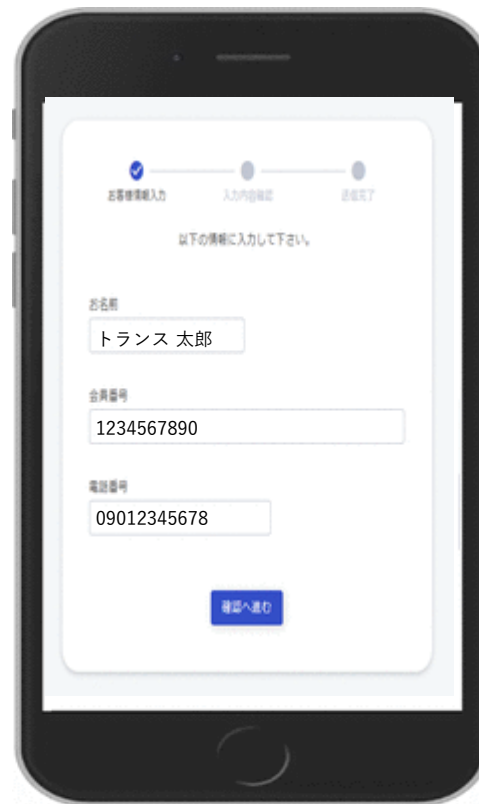 お客様情報入力
入力内容確認
送信完了
以下の情報に入力して下さい。
お名前
トランス 太郎
会員番号
1234567890
電話番号
09012345678
確認へ進む